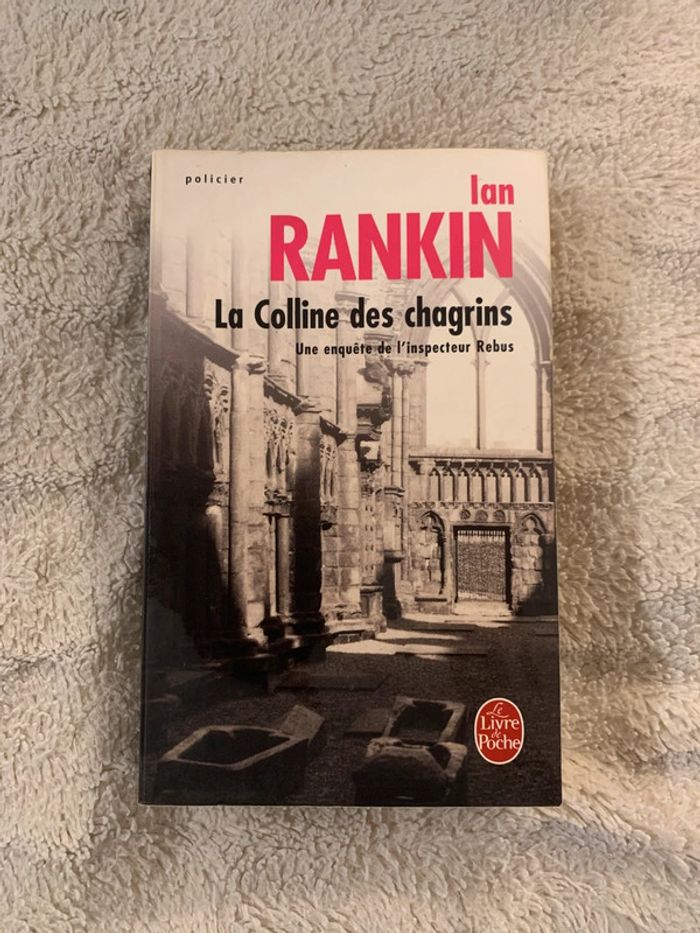 policier
Ian
RANKIN
La Colline des chagrins
Une enquête de l'inspecteur Rebus
Le
Livre
de
Poche